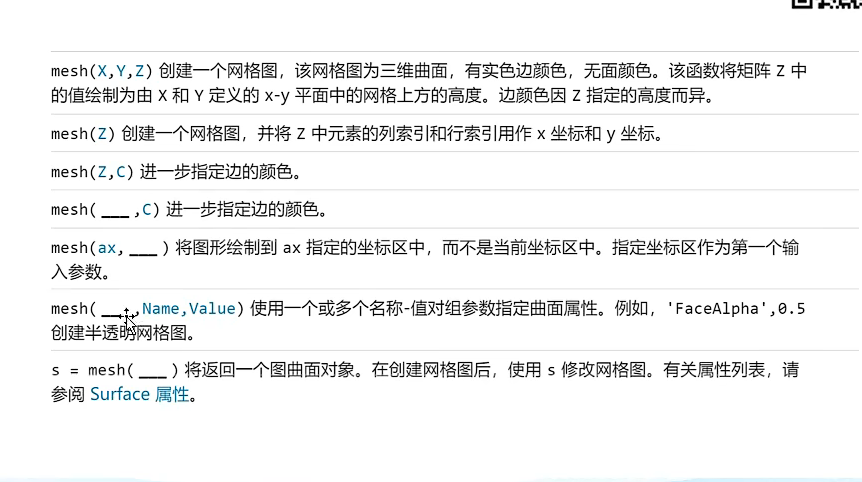 mesh(X,Y,Z) 创建一个网格图，该网格图为三维曲面，有实色边颜色，无面颜色。该函数将矩阵 Z 中
的值绘制为由 X 和 Y 定义的 x-y 平面中的网格上方的高度。边颜色因 Z 指定的高度而异。
mesh(Z) 创建一个网格图，并将 Z 中元素的列索引和行索引用作 x 坐标和 y 坐标。
mesh(Z,C) 进一步指定边的颜色。
mesh( ___ ,C) 进一步指定边的颜色。
mesh(ax, ___ ) 将图形绘制到 ax 指定的坐标区中，而不是当前坐标区中。指定坐标区作为第一个输
入参数。
mesh( ___ ,Name,Value) 使用一个或多个名称-值对组参数指定曲面属性。例如，'FaceAlpha',0.5
创建半透明网格图。
s = mesh( ___ ) 将返回一个图曲面对象。在创建网格图后，使用 s 修改网格图。有关属性列表，请
参阅 Surface 属性。